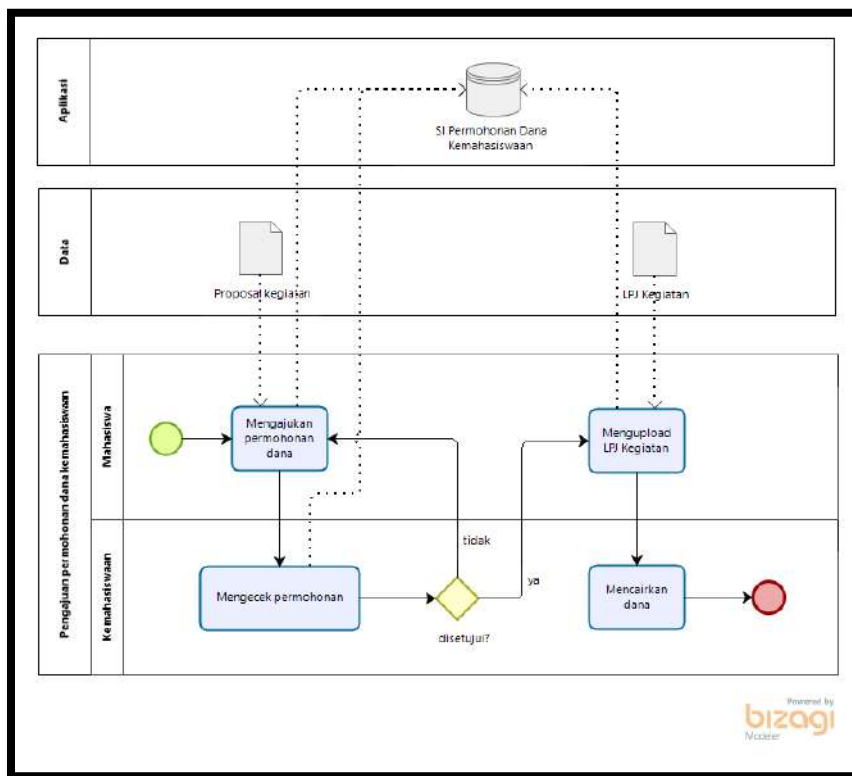 Aplikasi
SI Permohonan Dana
Kemahasiswaan
Data
Proposal kegiatan
LPJ Kegiatan
Pengajuan permohonan dana kemahasiswaan
Mahasiswa
Mengajukan
permohonan
dana
Mengupload
LPJ Kegiatan
Kemahasiswaan
Mengecek permohonan
tidak
disetujui?
ya
Mencairkan
dana
Powered by
bizagi
Modeler